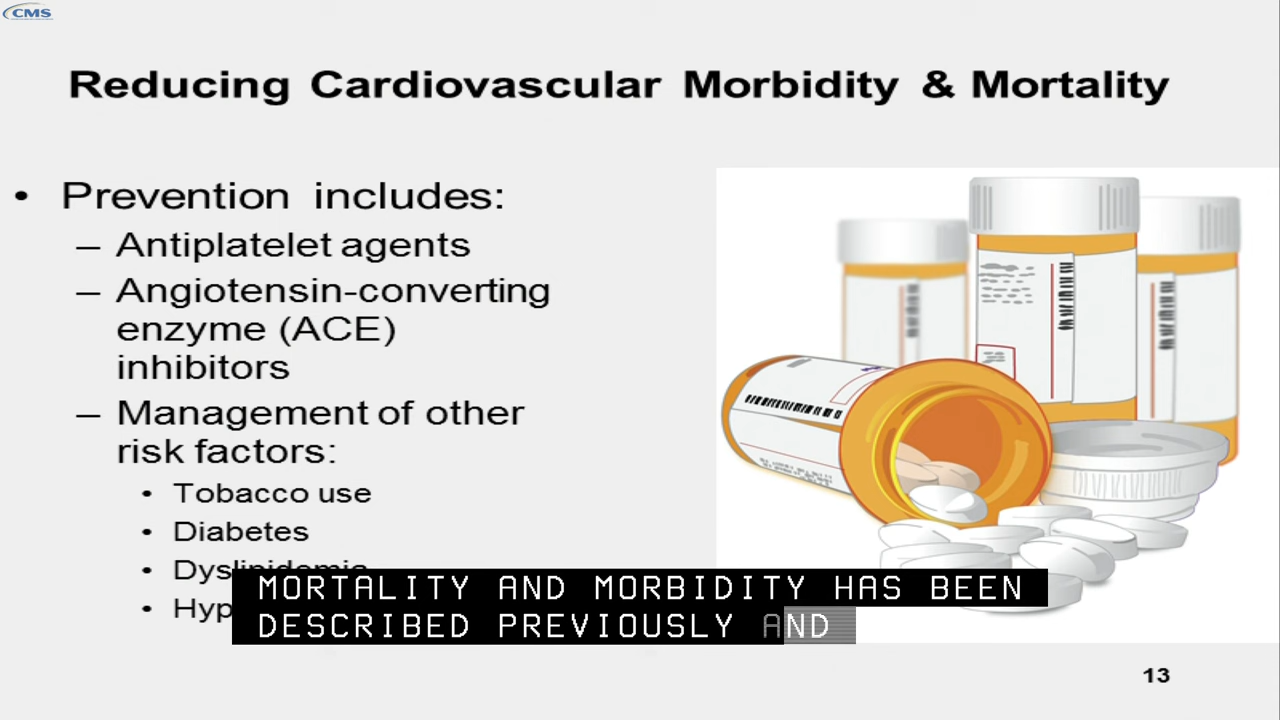 CMS
Reducing Cardiovascular Morbidity & Mortality
• Prevention includes:
– Antiplatelet agents
– Angiotensin-converting
enzyme (ACE)
inhibitors
– Management of other
risk factors:
• Tobacco use
• Diabetes
•
•
MORTALITY AND MORBIDITY HAS BEEN
DESCRIBED PREVIOUSLY AND
13